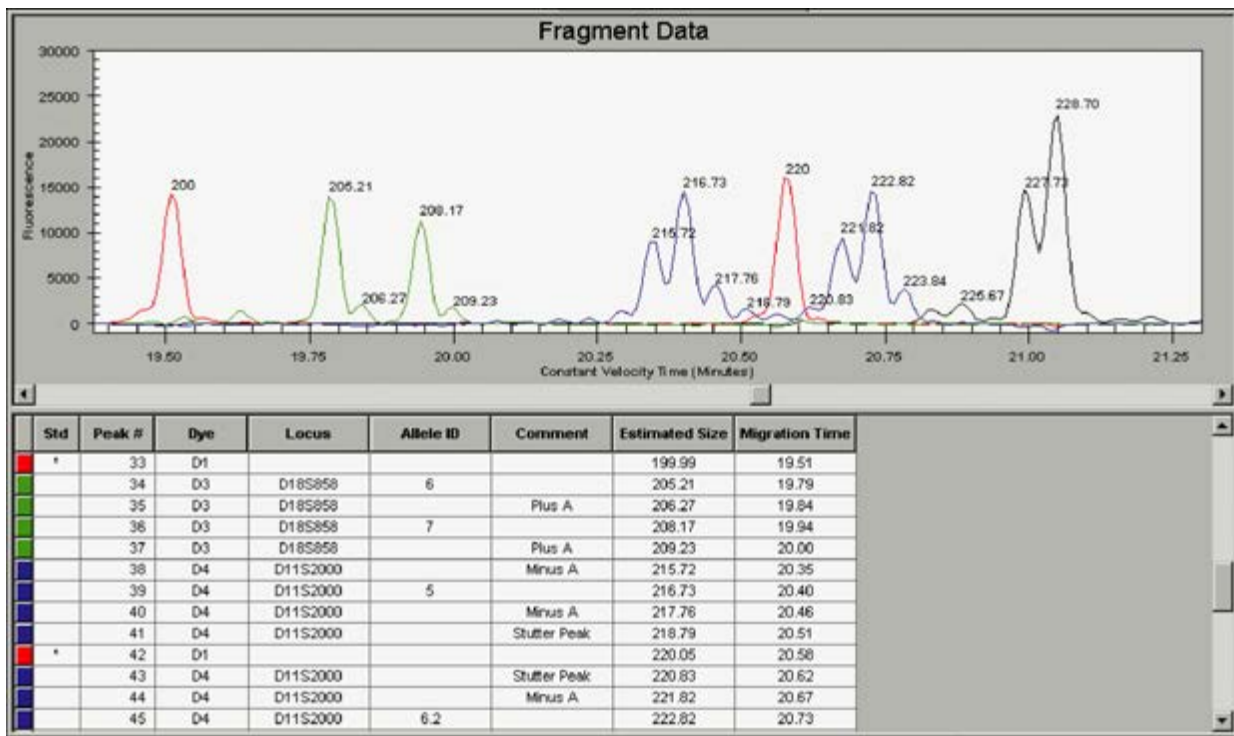 Fragment Data
30000
25000
20000
15000
10000
5000
0
Fluorescence
200
205.21
206.27
208.17
209.23
215.72
216.73
217.76
218.79
220
220.83
221.82
222.82
223.84
225.67
227.73
228.70
19.50 19.75 20.00 20.25 20.50 20.75 21.00 21.25
Constant Velocity Time (Minutes)
Std Peak # Dye Locus Allele ID Comment Estimated Size Migration Time
* 33 D1 199.99 19.51
34 D3 D18S858 6 205.21 19.79
35 D3 D18S858 Plus A 206.27 19.84
36 D3 D18S858 7 208.17 19.94
37 D3 D18S858 Plus A 209.23 20.00
38 D4 D11S2000 Minus A 215.72 20.35
39 D4 D11S2000 5 216.73 20.40
40 D4 D11S2000 Minus A 217.76 20.46
41 D4 D11S2000 Stutter Peak 218.79 20.51
* 42 D1 220.05 20.58
43 D4 D11S2000 Stutter Peak 220.83 20.62
44 D4 D11S2000 Minus A 221.82 20.67
45 D4 D11S2000 6.2 222.82 20.73